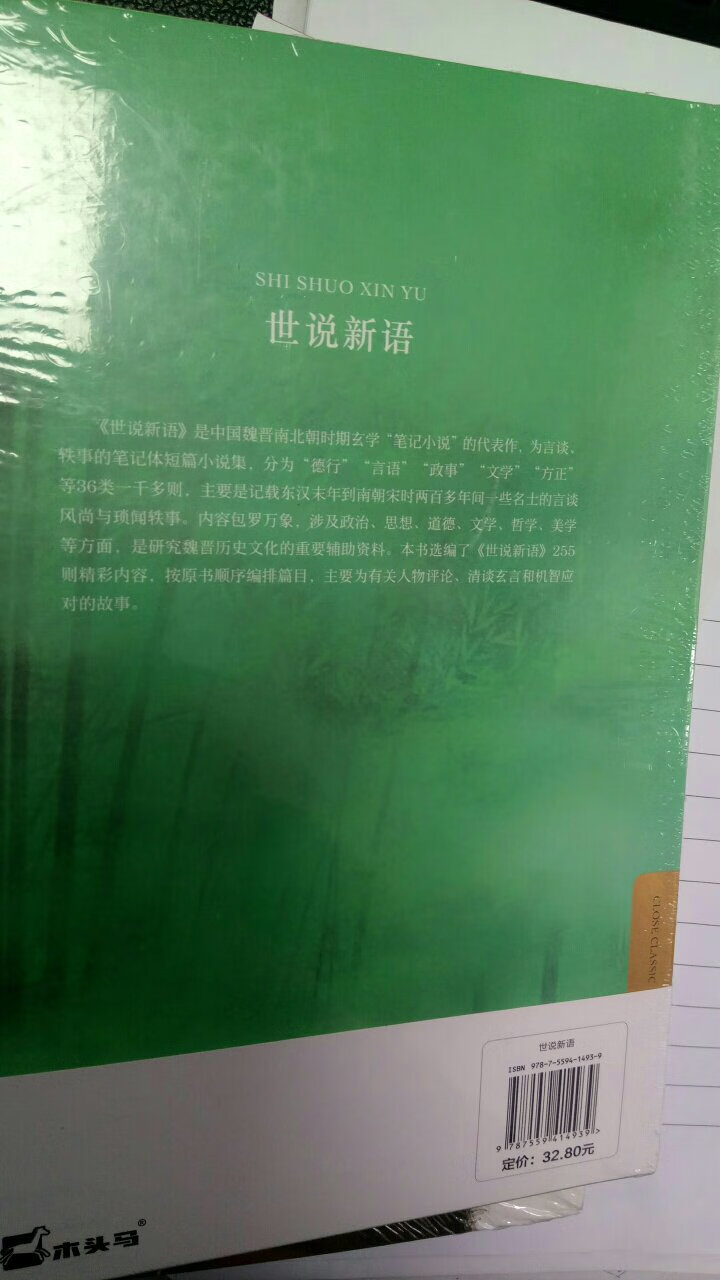 SHI SHUO XIN YU
世说新语
《世说新语》是中国魏晋南北朝时期玄学“笔记小说”的代表作，为言谈、
轶事的笔记体短篇小说集，分为“德行”“言语”“政事”“文学”“方正”
等36类一千多则，主要是记载东汉末年到南朝宋时两百多年间一些名士的言谈
风尚与琐闻轶事。内容包罗万象，涉及政治、思想、道德、文学、哲学、美学
等方面，是研究魏晋历史文化的重要辅助资料。本书选编了《世说新语》255
则精彩内容，按原书顺序编排篇目，主要为有关人物评论、清谈玄言和机智应
对的故事。
CLOSE CLASSIC
世说新语
ISBN 978-7-5594-1493-9
9 787559 414939 >
定价：32.80元
木头马®